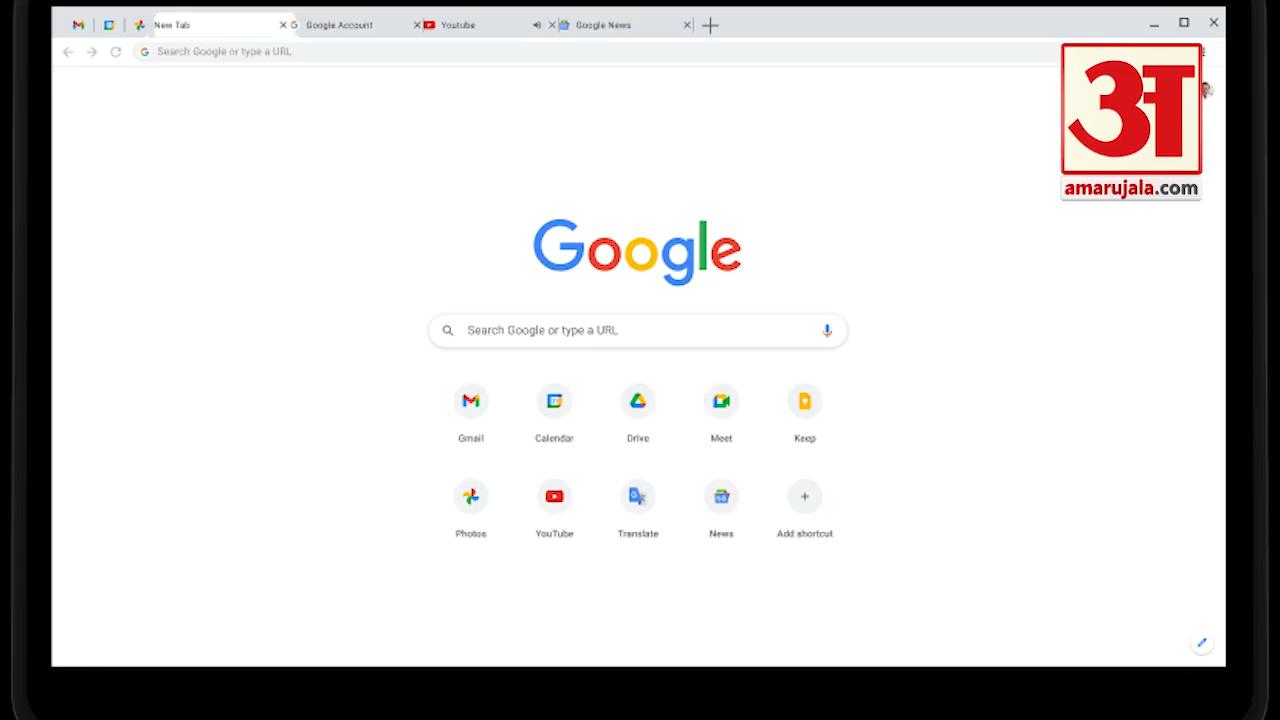 New Tab
Google Account
Youtube
Google News
Search Google or type a URL
अ
amarujala.com
Google
Search Google or type a URL
Gmail
Calendar
Drive
Meet
Keep
Photos
YouTube
Translate
News
Add shortcut